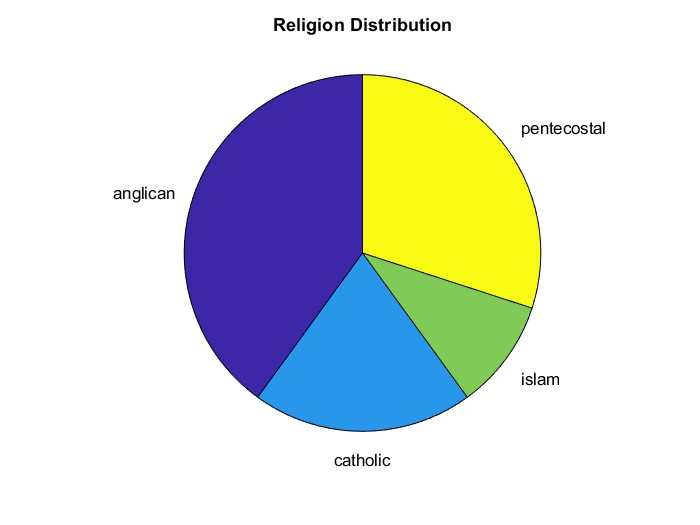 Religion Distribution
pentecostal
anglican
islam
catholic